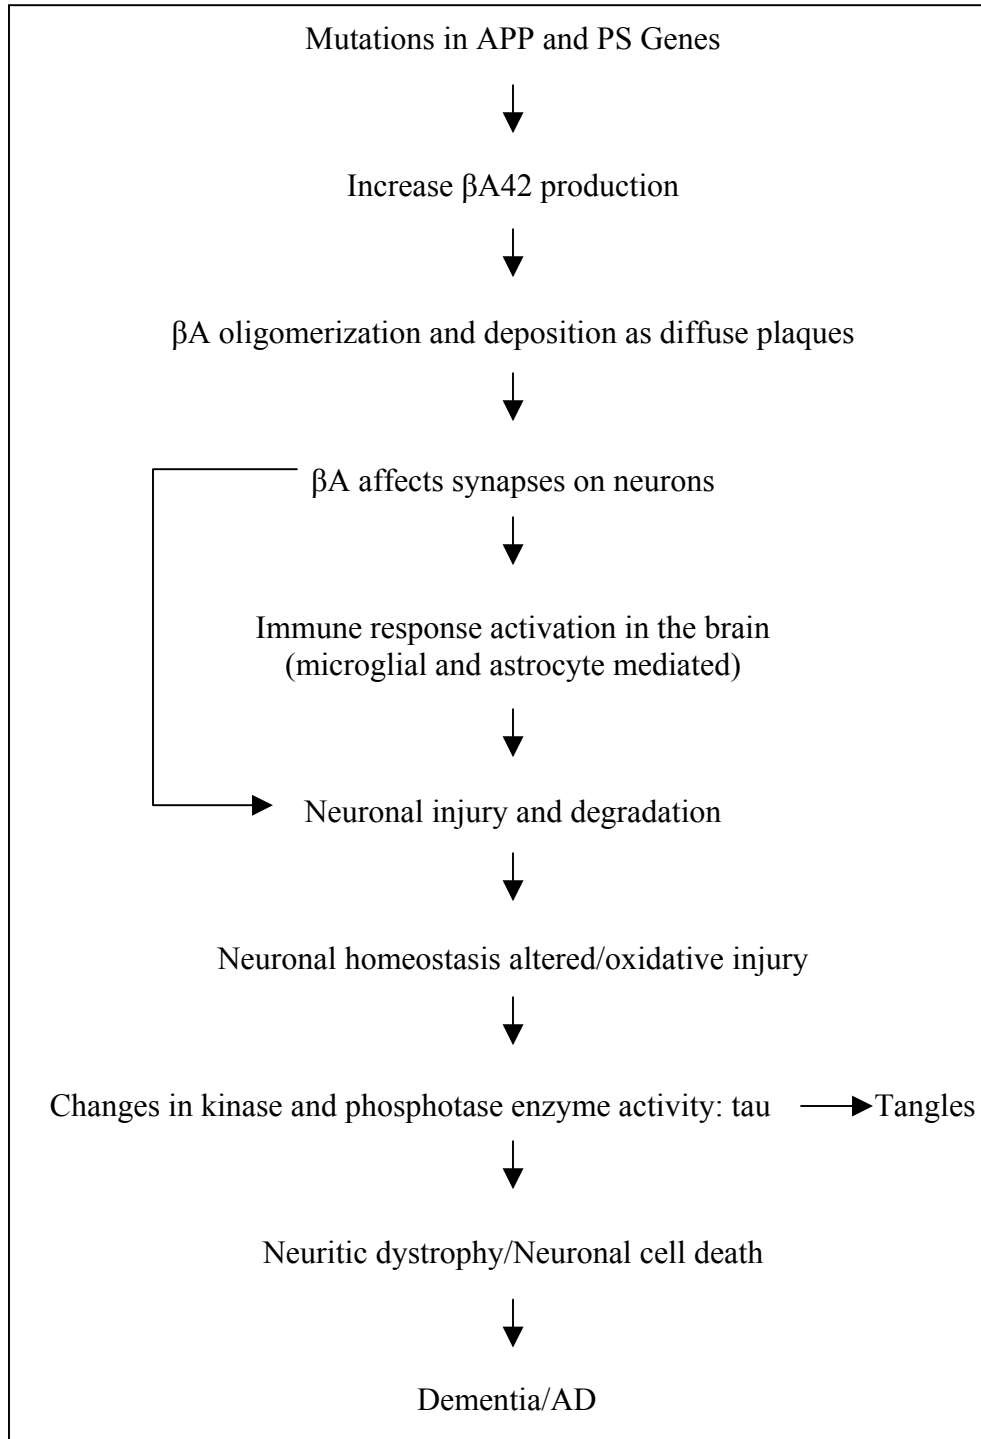 Mutations in APP and PS Genes
Increase βA42 production
βA oligomerization and deposition as diffuse plaques
βA affects synapses on neurons
Immune response activation in the brain
(microglial and astrocyte mediated)
Neuronal injury and degradation
Neuronal homeostasis altered/oxidative injury
Changes in kinase and phosphotase enzyme activity: tau
Tangles
Neuritic dystrophy/Neuronal cell death
Dementia/AD